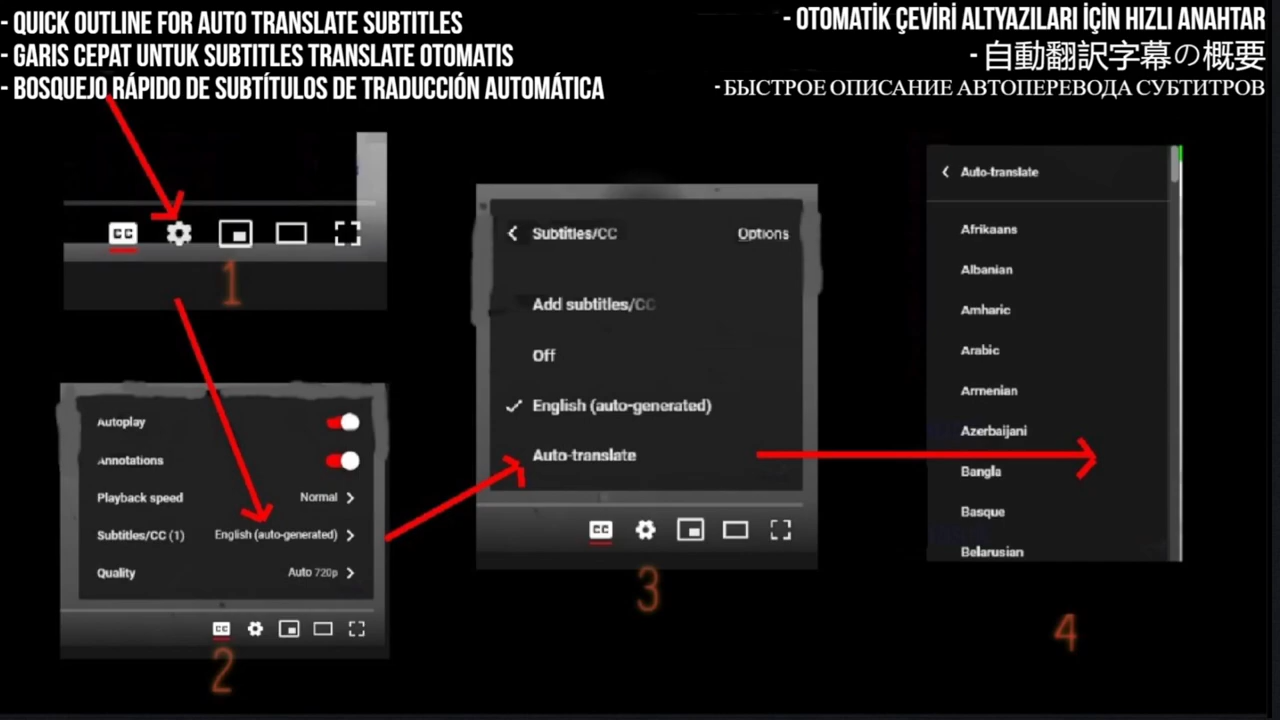 - QUICK OUTLINE FOR AUTO TRANSLATE SUBTITLES
- GARIS CEPAT UNTUK SUBTITLES TRANSLATE OTOMATIS
- BOSQUEJO RÁPIDO DE SUBTÍTULOS DE TRADUCCIÓN AUTOMÁTICA
- OTOMATİK ÇEVİRİ ALTYAZILARI İÇİN HIZLI ANAHTAR
- 自動翻訳字幕の概要
- БЫСТРОЕ ОПИСАНИЕ АВТОПЕРЕВОДА СУБТИТРОВ
CC
1
Autoplay
Annotations
Playback speed Normal
Subtitles/CC (1) English (auto-generated)
Quality Auto 720p
CC
2
Subtitles/CC Options
Add subtitles/CC
Off
English (auto-generated)
Auto-translate
CC
3
Auto-translate
Afrikaans
Albanian
Amharic
Arabic
Armenian
Azerbaijani
Bangla
Basque
Belarusian
4